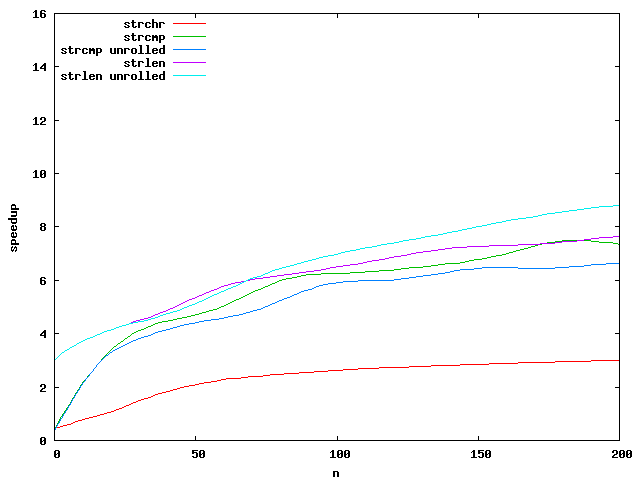 16
14
12
10
8
6
4
2
0
speedup
strchr
strcmp
strcmp unrolled
strlen
strlen unrolled
0 50 100 150 200
n